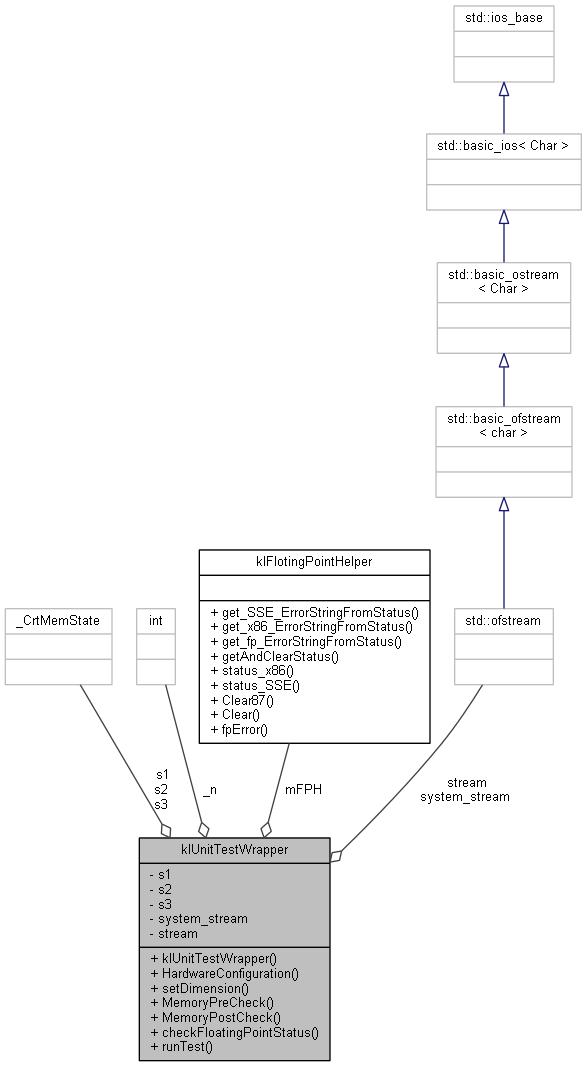 std::ios_base
std::basic_ios< Char >
std::basic_ostream
< Char >
std::basic_ofstream
< char >
klFlotingPointHelper
+ get_SSE_ErrorStringFromStatus()
+ get_x86_ErrorStringFromStatus()
+ get_fp_ErrorStringFromStatus()
+ getAndClearStatus()
+ status_x86()
+ status_SSE()
+ Clear87()
+ Clear()
+ fpError()
_CrtMemState
int
std::ofstream
s1
s2
s3
_n
mFPH
stream
system_stream
klUnitTestWrapper
- s1
- s2
- s3
- system_stream
- stream
+ klUnitTestWrapper()
+ HardwareConfiguration()
+ setDimension()
+ MemoryPreCheck()
+ MemoryPostCheck()
+ checkFloatingPointStatus()
+ runTest()